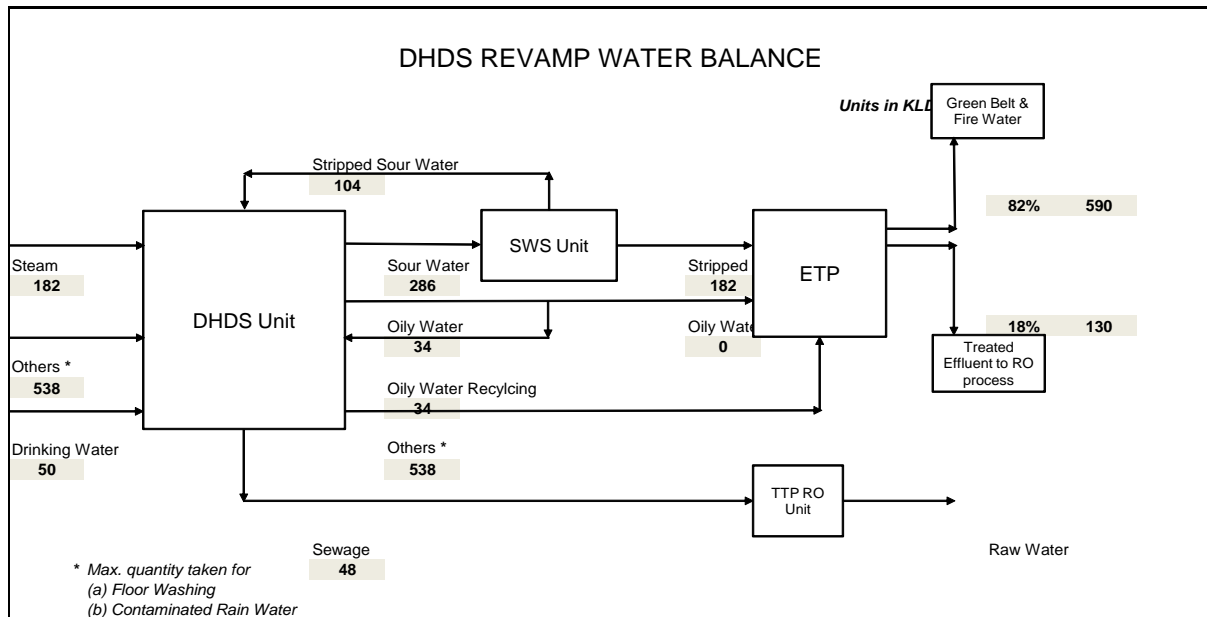 DHDS REVAMP WATER BALANCE
Units in KLD
Green Belt &
Fire Water
Stripped Sour Water
104
82% 590
SWS Unit
ETP
DHDS Unit
Steam
182
Sour Water
286
Stripped
182
Oily Water
34
Oily Wate
0
18% 130
Treated
Effluent to RO
process
Others *
538
Oily Water Recylcing
34
Drinking Water
50
Others *
538
TTP RO
Unit
Sewage
48
Raw Water
* Max. quantity taken for
(a) Floor Washing
(b) Contaminated Rain Water